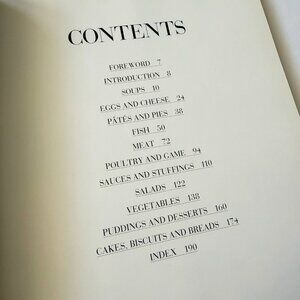 CONTENTS
FOREWORD 7
INTRODUCTION 8
SOUPS 10
EGGS AND CHEESE 24
PÂTÉS AND PIES 38
FISH 50
MEAT 72
POULTRY AND GAME 94
SAUCES AND STUFFINGS 110
SALADS 122
VEGETABLES 138
PUDDINGS AND DESSERTS 160
CAKES, BISCUITS AND BREADS 174
INDEX 190